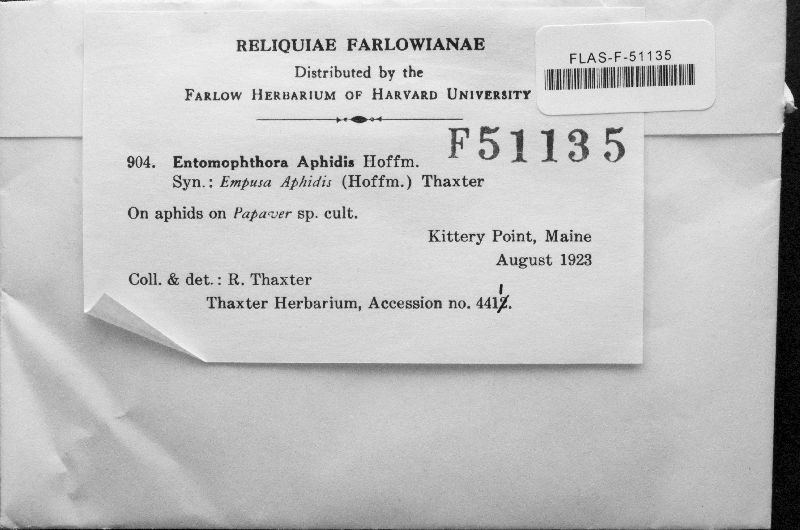 RELIQUIAE FARLOWIANAE
Distributed by the
FARLOW HERBARIUM OF HARVARD UNIVERSITY
FLAS-F-51135
F51135
904. Entomophthora Aphidis Hoffm.
Syn.: Empusa Aphidis (Hoffm.) Thaxter
On aphids on Papaver sp. cult.
Kittery Point, Maine
August 1923
Coll. & det.: R. Thaxter
Thaxter Herbarium, Accession no. 4411.